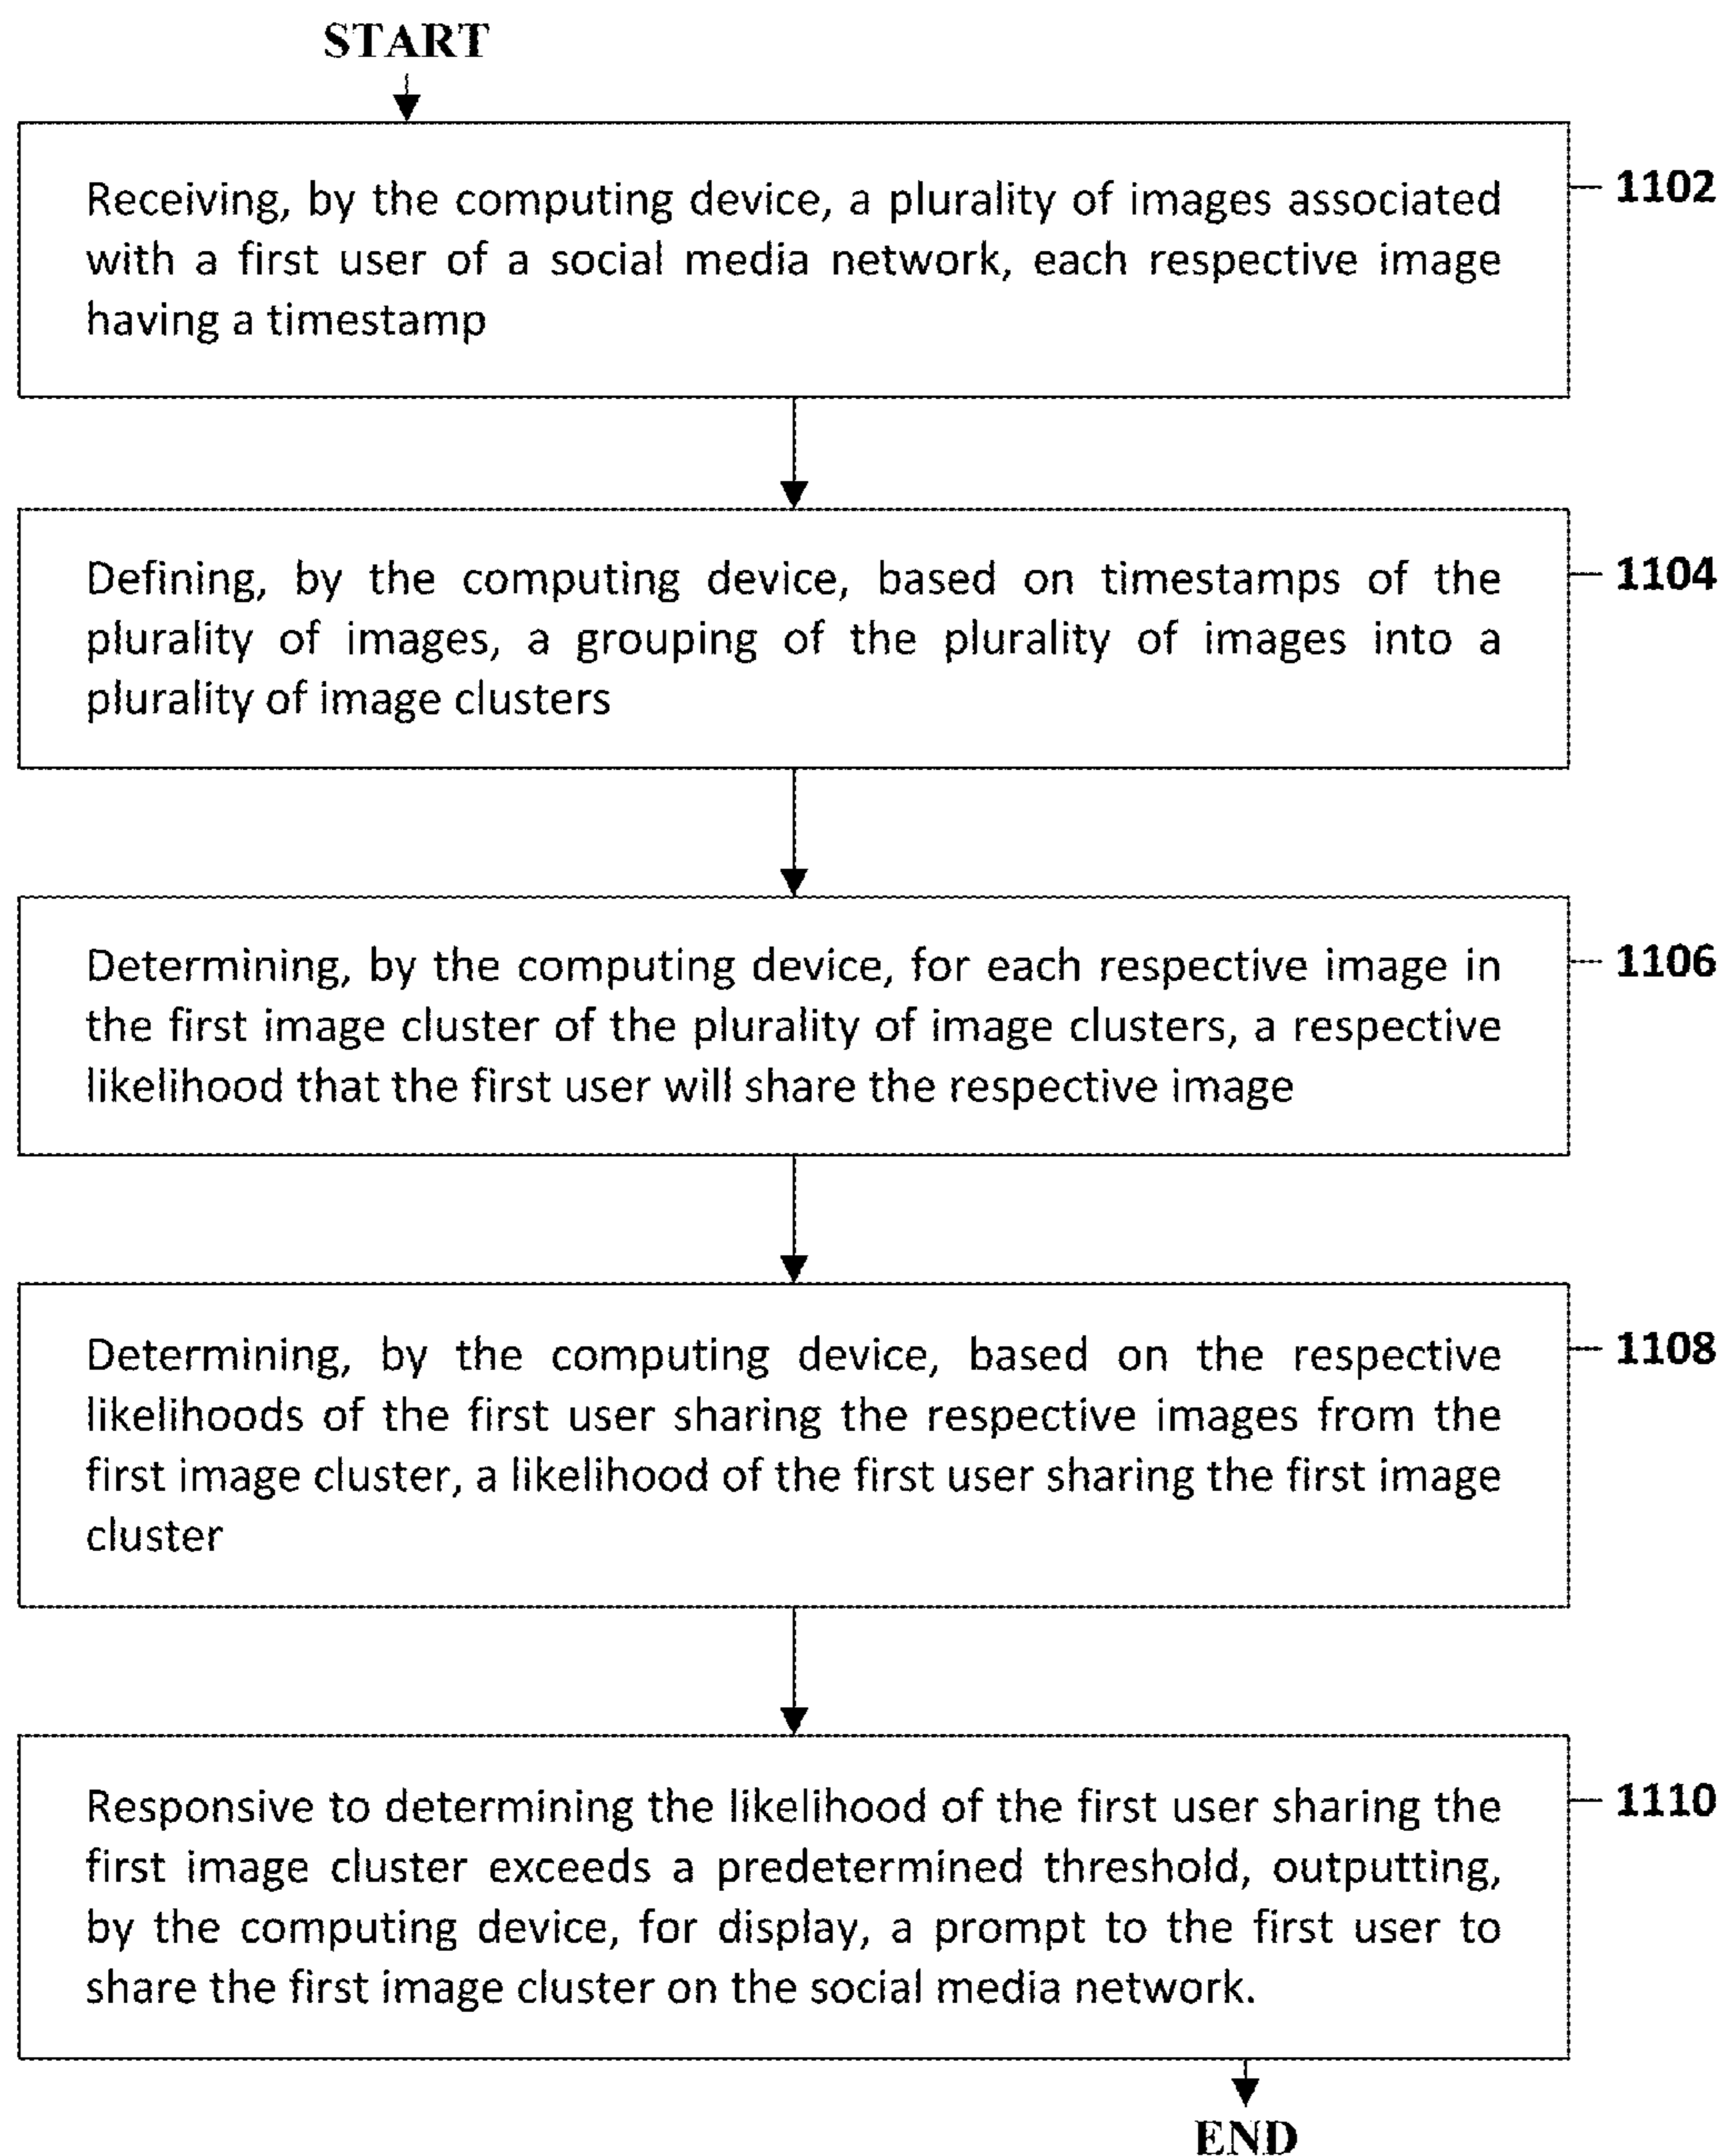 START
Receiving, by the computing device, a plurality of images associated
with a first user of a social media network, each respective image
having a timestamp
1102
Defining, by the computing device, based on timestamps of the
plurality of images, a grouping of the plurality of images into a
plurality of image clusters
1104
Determining, by the computing device, for each respective image in
the first image cluster of the plurality of image clusters, a respective
likelihood that the first user will share the respective image
1106
Determining, by the computing device, based on the respective
likelihoods of the first user sharing the respective images from the
first image cluster, a likelihood of the first user sharing the first image
cluster
1108
Responsive to determining the likelihood of the first user sharing the
first image cluster exceeds a predetermined threshold, outputting,
by the computing device, for display, a prompt to the first user to
share the first image cluster on the social media network.
1110
END